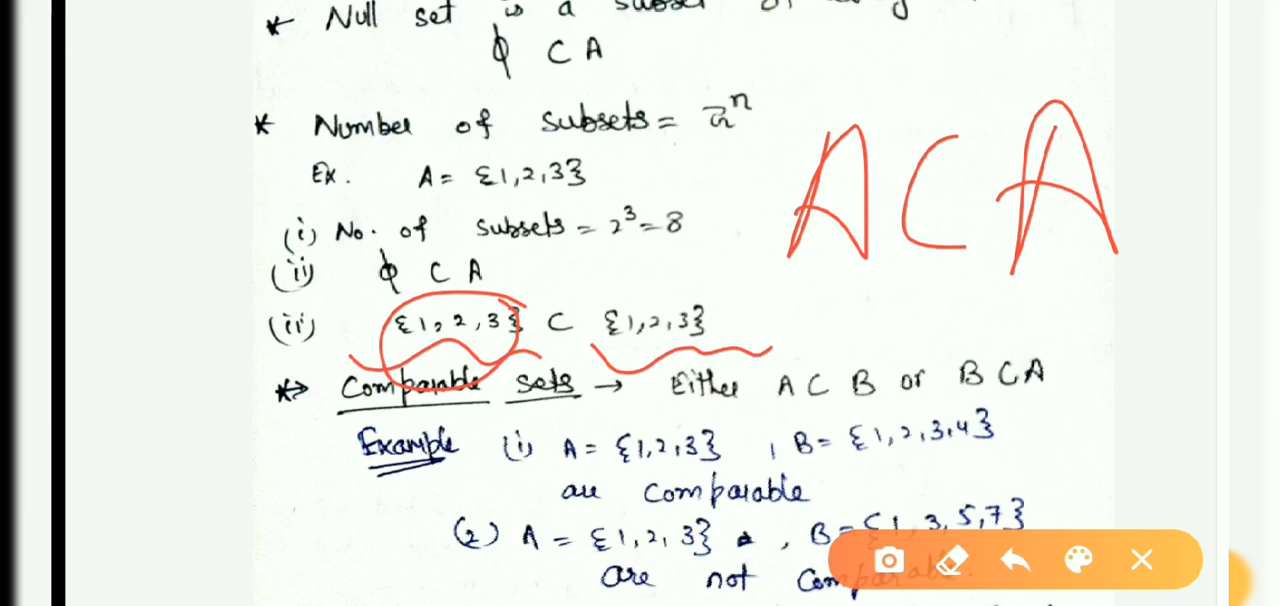 * Null set is a
ϕ ⊂ A
* Number of subsets = 2ⁿ
Ex. A = {1,2,3}
(i) No. of subsets = 2³ = 8
(ii) ϕ ⊂ A
(iii) {1,2,3} ⊂ {1,2,3}
A ⊂ A
*> Comparable sets → Either A ⊂ B or B ⊂ A
Example (i) A = {1,2,3} , B = {1,2,3,4}
are comparable
(2) A = {1,2,3} , B = {1, 3, 5, 7}
are not